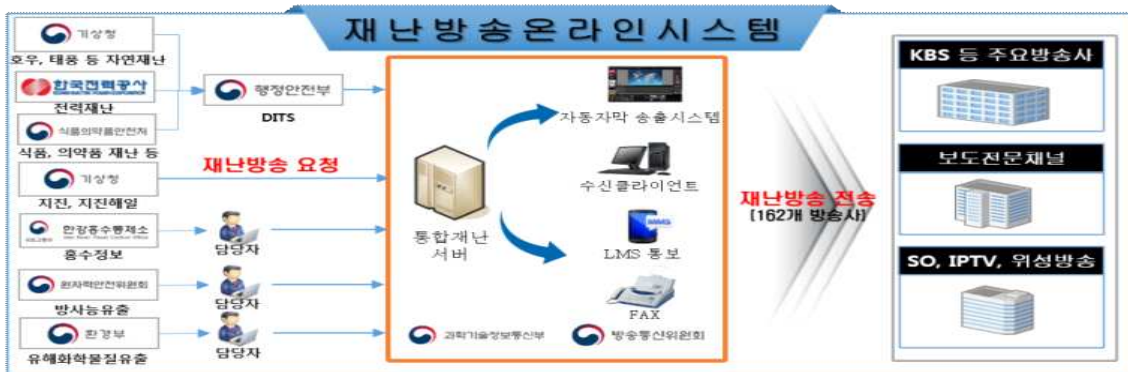 재난방송온라인시스템
기상청
호우, 태풍 등 자연재난
한국전력공사
전력재난
식품의약품안전처
식품, 의약품 재난 등
행정안전부
DITS
기상청
지진, 지진해일
재난방송 요청
한강홍수통제소
홍수정보
담당자
원자력안전위원회
방사능유출
담당자
환경부
유해화학물질유출
담당자
통합재난
서버
자동자막 송출시스템
수신클라이언트
LMS 통보
FAX
과학기술정보통신부
방송통신위원회
재난방송 전송
(162개 방송사)
KBS 등 주요방송사
보도전문채널
SO, IPTV, 위성방송